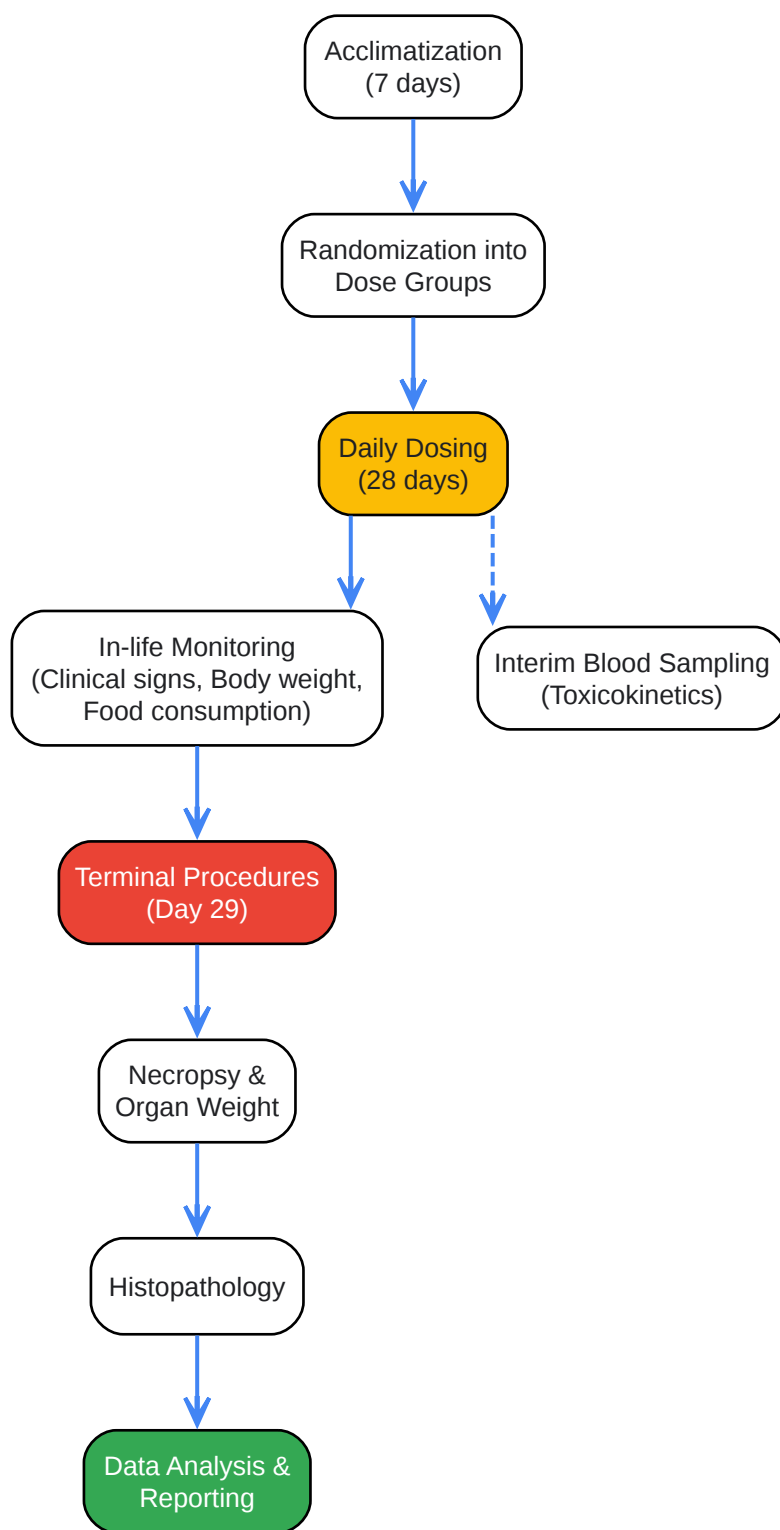 Acclimatization
(7 days)
Randomization into
Dose Groups
Daily Dosing
(28 days)
In-life Monitoring
(Clinical signs, Body weight,
Food consumption)
Interim Blood Sampling
(Toxicokinetics)
Terminal Procedures
(Day 29)
Necropsy &
Organ Weight
Histopathology
Data Analysis &
Reporting